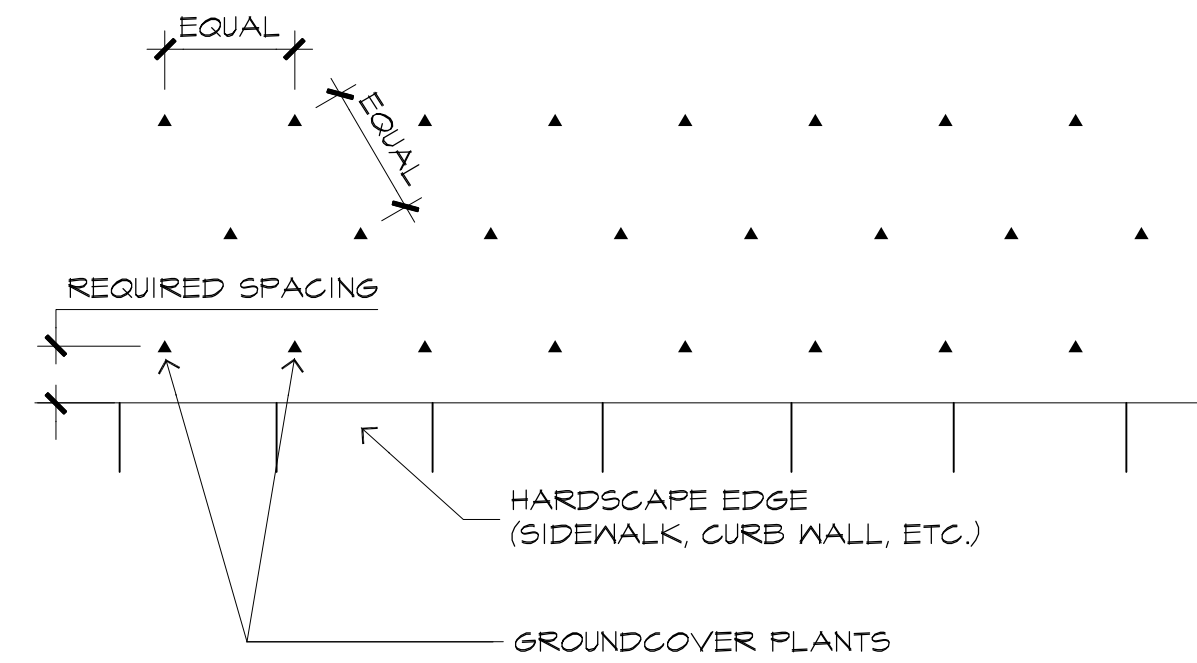 EQUAL
EQUAL
REQUIRED SPACING
HARDSCAPE EDGE
(SIDEWALK, CURB WALL, ETC.)
GROUNDCOVER PLANTS